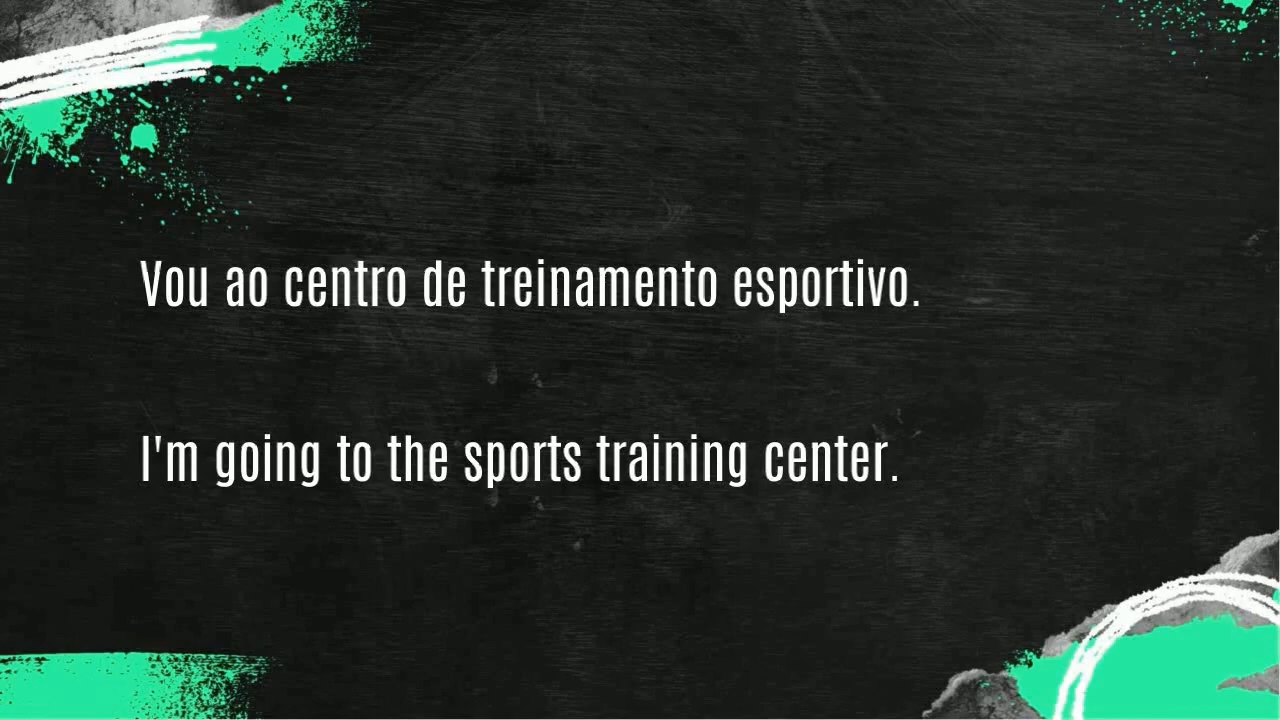 Vou ao centro de treinamento esportivo.
I'm going to the sports training center.